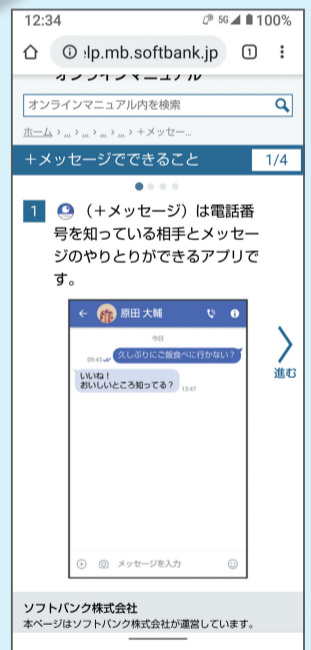 12:34 5G 100%
lp.mb.softbank.jp 1
オンラインマニュアル
オンラインマニュアル内を検索
ホーム > ... > ... > ... > ... > +メッセー...
+メッセージでできること 1/4
1 (+メッセージ)は電話番
号を知っている相手とメッセー
ジのやりとりができるアプリで
す。
原田 大輔
今日
09:43 久しぶりにご飯食べに行かない?
いいね!
おいしいところ知ってる? 13:47
進む
メッセージを入力
ソフトバンク株式会社
本ページはソフトバンク株式会社が運営しています。